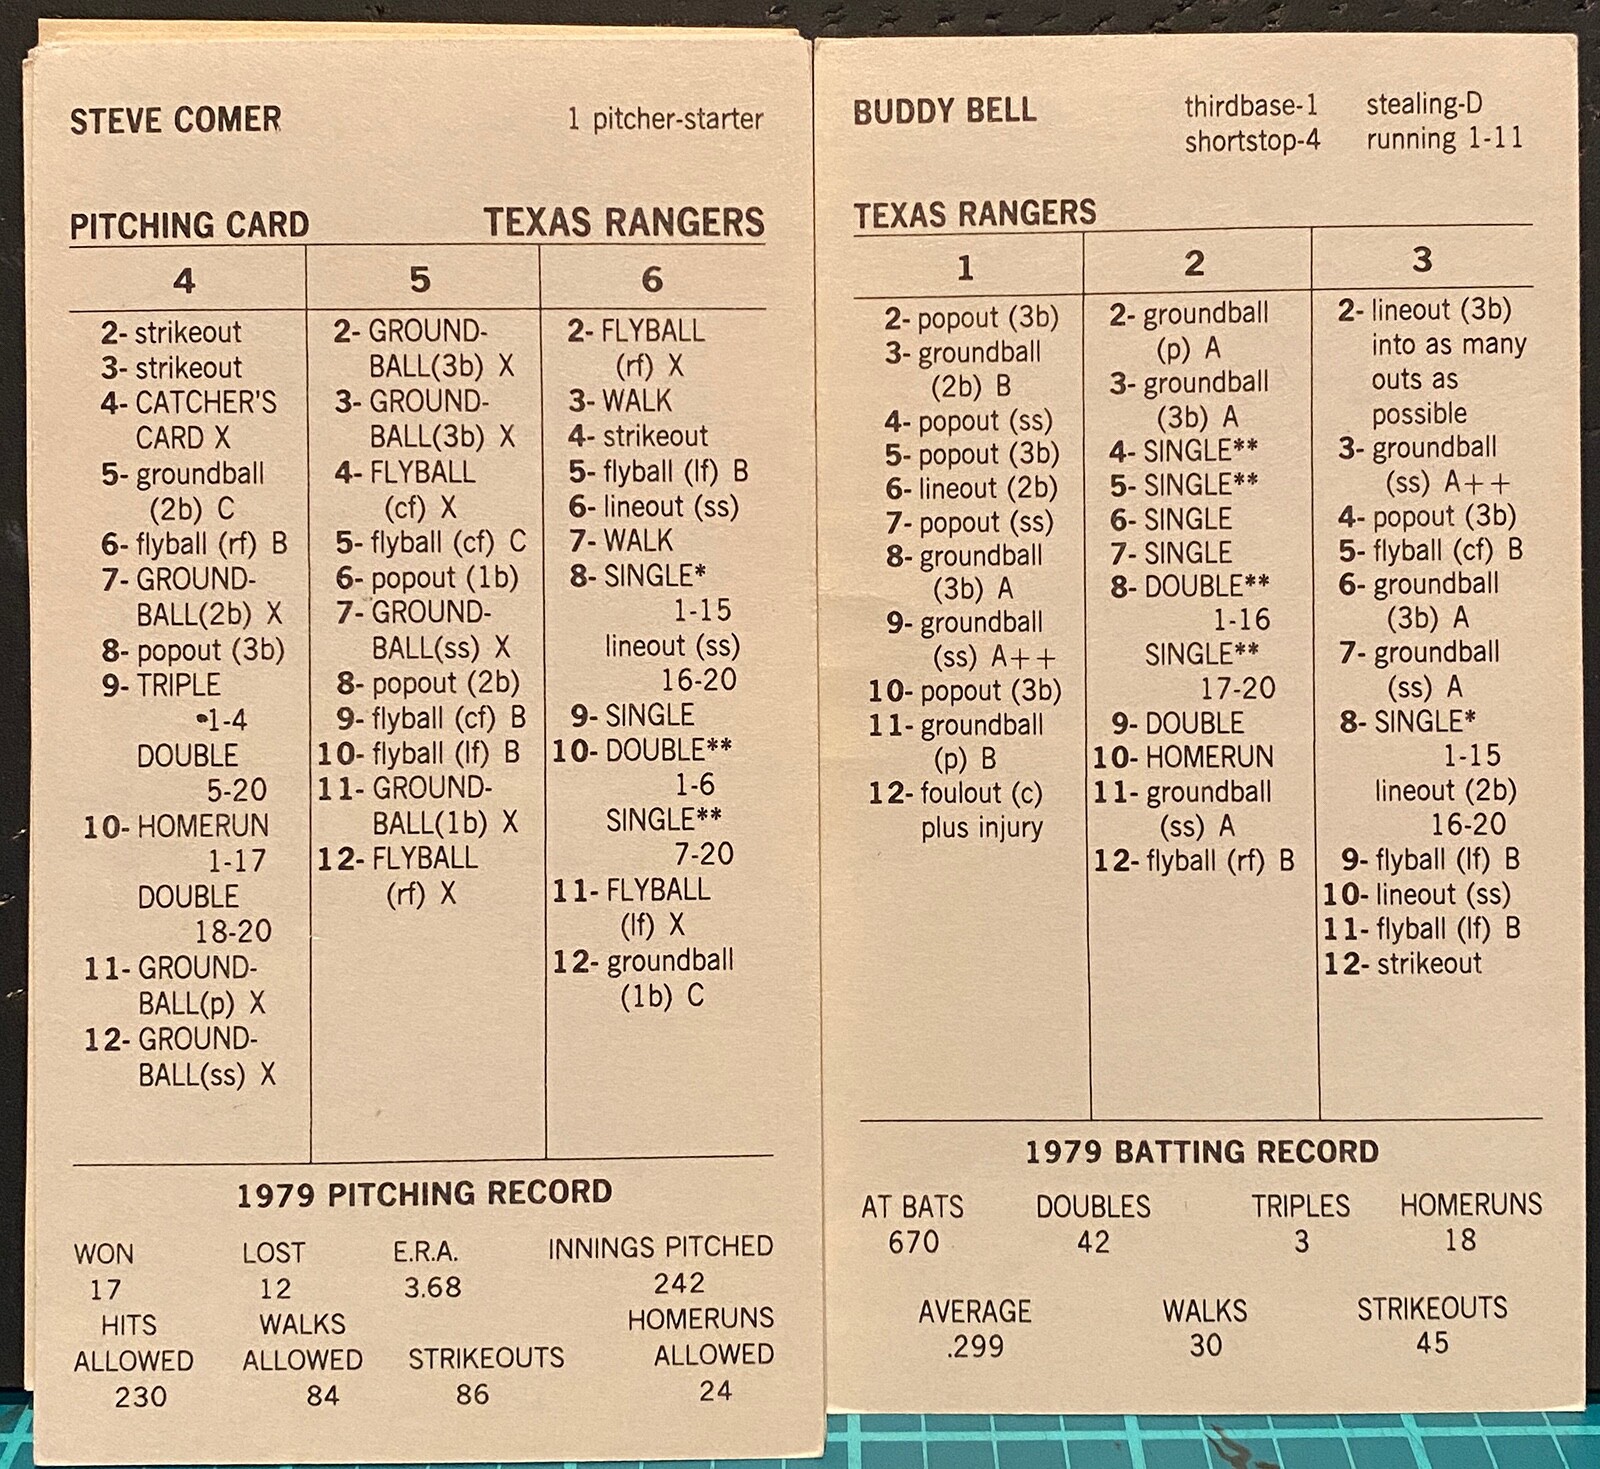 STEVE COMER 1 pitcher-starter
PITCHING CARD TEXAS RANGERS
4
2- strikeout
3- strikeout
4- CATCHER'S
CARD X
5- groundball
(2b) C
6- flyball (rf) B
7- GROUND-
BALL(2b) X
8- popout (3b)
9- TRIPLE
1-4
DOUBLE
5-20
10- HOMERUN
1-17
DOUBLE
18-20
11- GROUND-
BALL(p) X
12- GROUND-
BALL(ss) X
5
2- GROUND-
BALL(3b) X
3- GROUND-
BALL(3b) X
4- FLYBALL
(cf) X
5- flyball (cf) C
6- popout (1b)
7- GROUND-
BALL(ss) X
8- popout (2b)
9- flyball (cf) B
10- flyball (lf) B
11- GROUND-
BALL(1b) X
12- FLYBALL
(rf) X
6
2- FLYBALL
(rf) X
3- WALK
4- strikeout
5- flyball (lf) B
6- lineout (ss)
7- WALK
8- SINGLE*
1-15
lineout (ss)
16-20
9- SINGLE
10- DOUBLE**
1-6
SINGLE**
7-20
11- FLYBALL
(lf) X
12- groundball
(1b) C
1979 PITCHING RECORD
WON LOST E.R.A. INNINGS PITCHED
17 12 3.68 242
HITS WALKS HOMERUNS
ALLOWED ALLOWED STRIKEOUTS ALLOWED
230 84 86 24
BUDDY BELL thirdbase-1 stealing-D
shortstop-4 running 1-11
TEXAS RANGERS
1
2- popout (3b)
3- groundball
(2b) B
4- popout (ss)
5- popout (3b)
6- lineout (2b)
7- popout (ss)
8- groundball
(3b) A
9- groundball
(ss) A++
10- popout (3b)
11- groundball
(p) B
12- foulout (c)
plus injury
2
2- groundball
(p) A
3- groundball
(3b) A
4- SINGLE**
5- SINGLE**
6- SINGLE
7- SINGLE
8- DOUBLE**
1-16
SINGLE**
17-20
9- DOUBLE
10- HOMERUN
11- groundball
(ss) A
12- flyball (rf) B
3
2- lineout (3b)
into as many
outs as
possible
3- groundball
(ss) A++
4- popout (3b)
5- flyball (cf) B
6- groundball
(3b) A
7- groundball
(ss) A
8- SINGLE*
1-15
lineout (2b)
16-20
9- flyball (lf) B
10- lineout (ss)
11- flyball (lf) B
12- strikeout
1979 BATTING RECORD
AT BATS DOUBLES TRIPLES HOMERUNS
670 42 3 18
AVERAGE WALKS STRIKEOUTS
.299 30 45